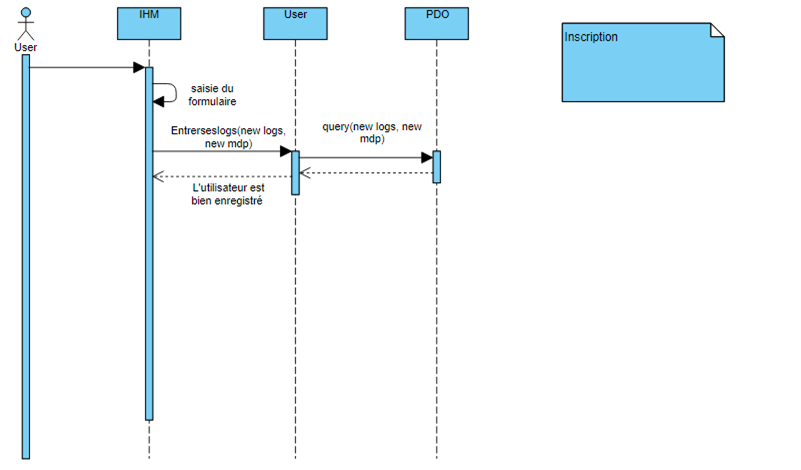 IHM
User
PDO
Inscription
User
saisie du
formulaire
Entrerseslogs(new logs,
new mdp)
query(new logs, new
mdp)
L'utilisateur est
bien enregistré